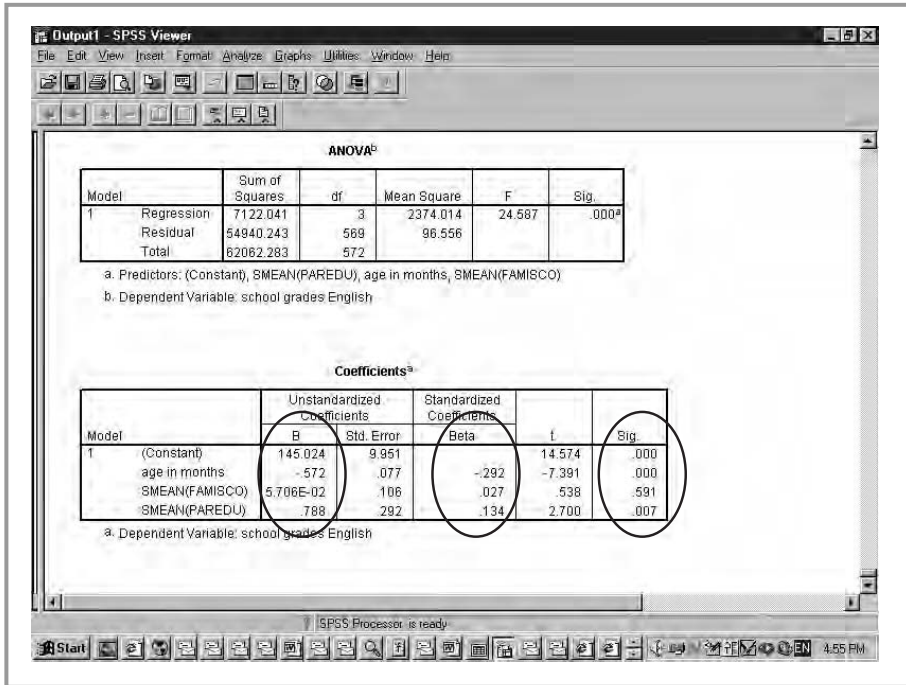 Output1 - SPSS Viewer
File Edit View Insert Format Analyze Graphs Utilities Window Help
ANOVAb
Model Sum of Squares df Mean Square F Sig.
1 Regression 7122.041 3 2374.014 24.587 .000a
Residual 54940.243 569 96.556
Total 62062.283 572
a. Predictors: (Constant), SMEAN(PAREDU), age in months, SMEAN(FAMISCO)
b. Dependent Variable: school grades English
Coefficientsa
Unstandardized Coefficients Standardized Coefficients
Model B Std. Error Beta t Sig.
1 (Constant) 145.024 9.951 14.574 .000
age in months -.572 .077 -.292 -7.391 .000
SMEAN(FAMISCO) 5.706E-02 .106 .027 .538 .591
SMEAN(PAREDU) .788 .292 .134 2.700 .007
a. Dependent Variable: school grades English
SPSS Processor is ready
Start EN 4:55 PM